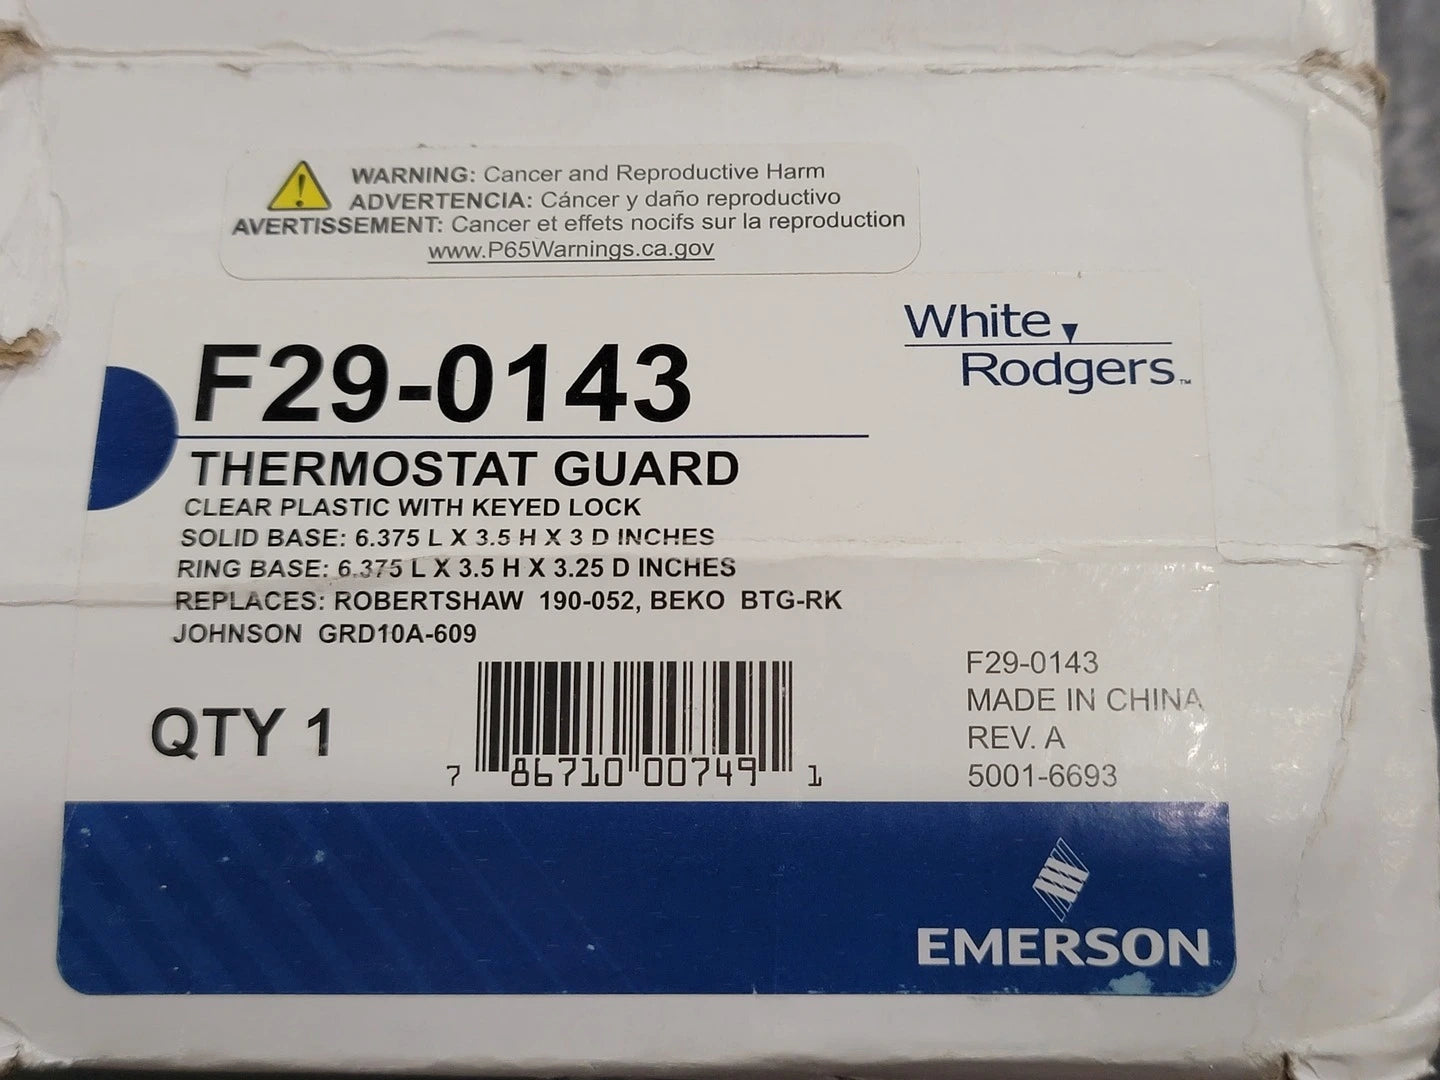 WARNING: Cancer and Reproductive Harm
ADVERTENCIA: Cáncer y daño reproductivo
AVERTISSEMENT: Cancer et effets nocifs sur la reproduction
www.P65Warnings.ca.gov
White
Rodgers™
F29-0143
THERMOSTAT GUARD
CLEAR PLASTIC WITH KEYED LOCK
SOLID BASE: 6.375 L X 3.5 H X 3 D INCHES
RING BASE: 6.375 L X 3.5 H X 3.25 D INCHES
REPLACES: ROBERTSHAW 190-052, BEKO BTG-RK
JOHNSON GRD10A-609
QTY 1
7 86710 00749 1
F29-0143
MADE IN CHINA
REV. A
5001-6693
EMERSON